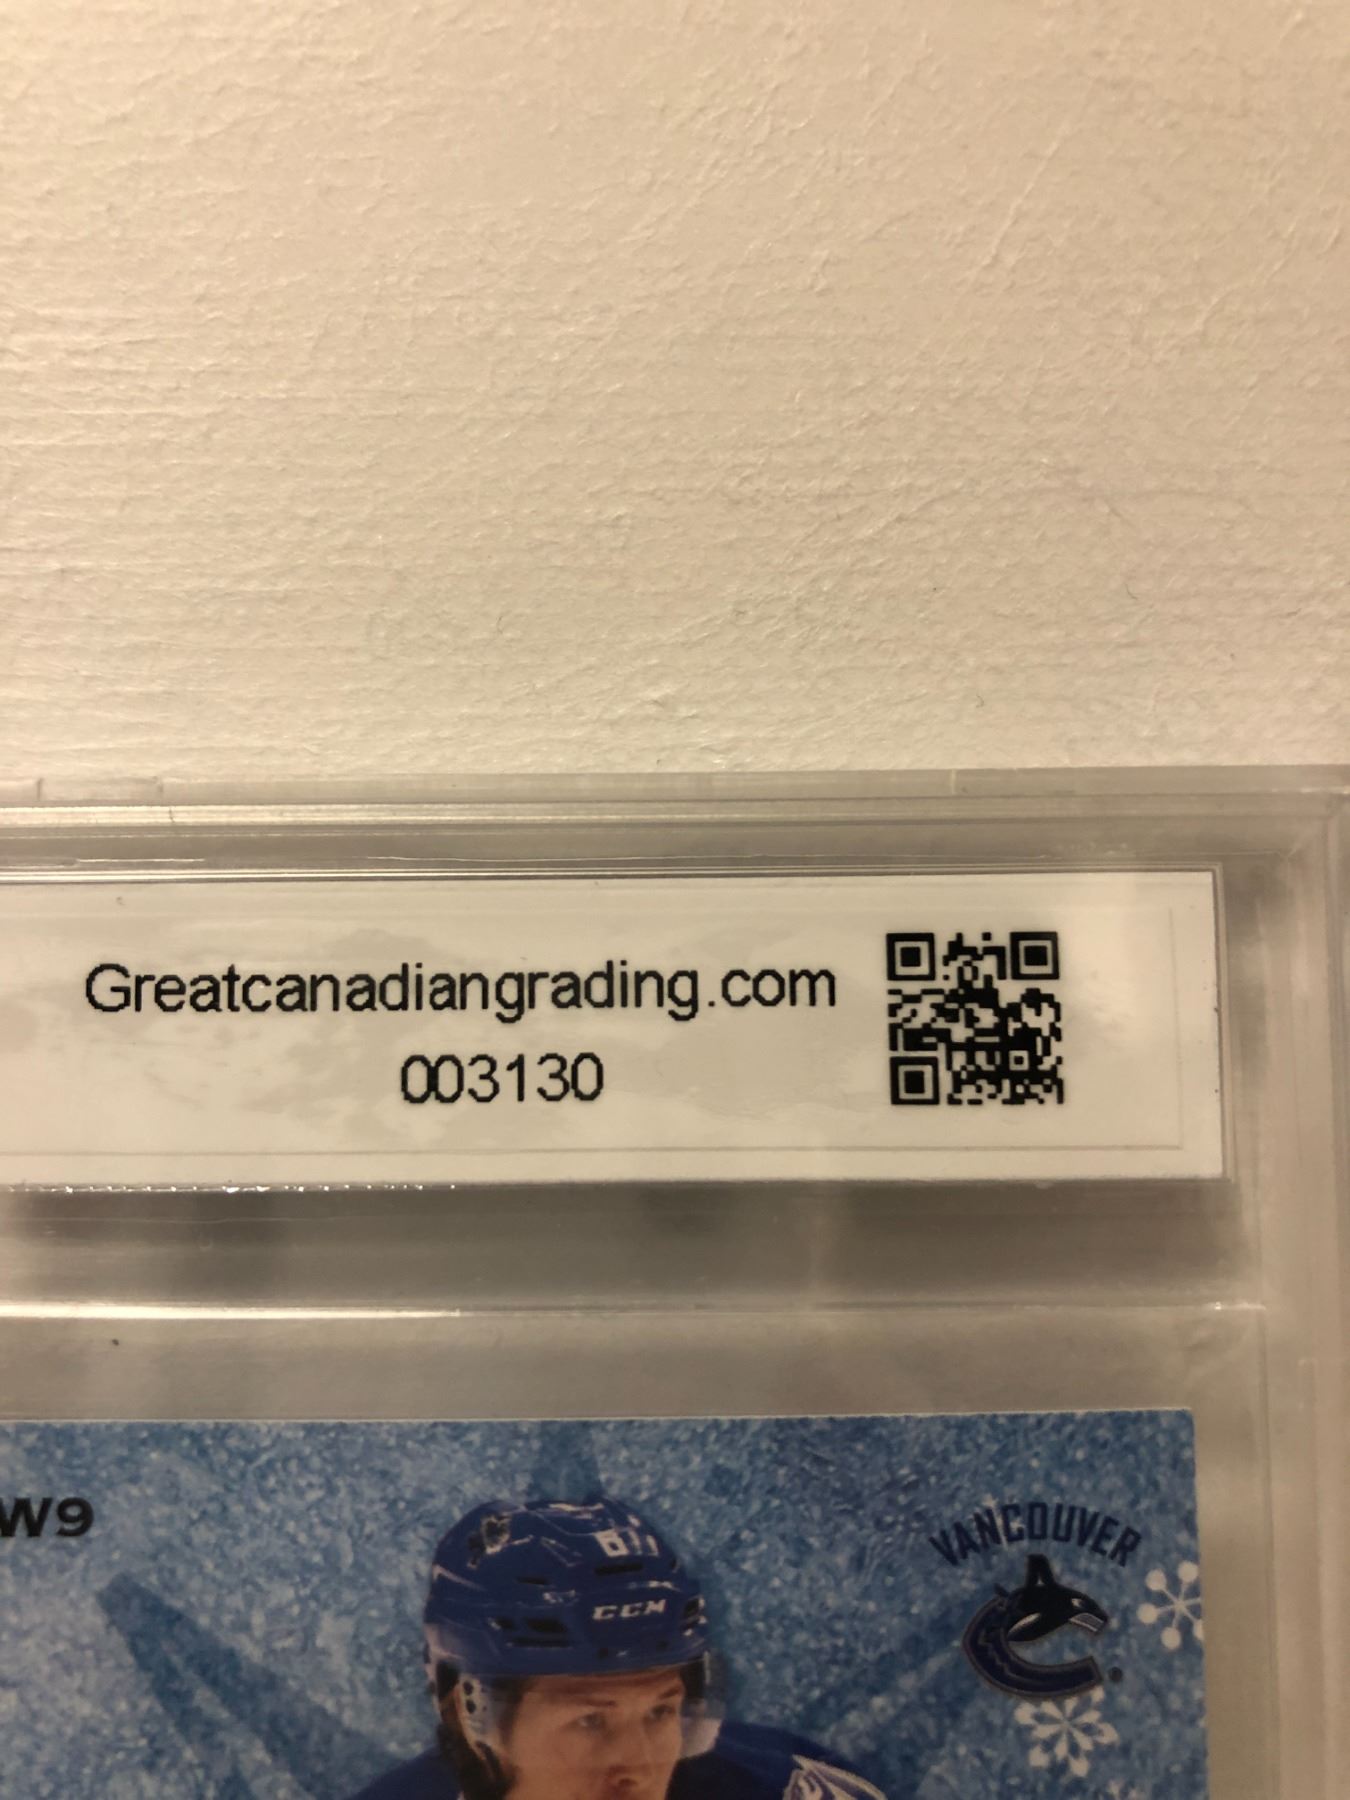 Greatcanadiangrading.com
003130
W9
VANCOUVER
CCM